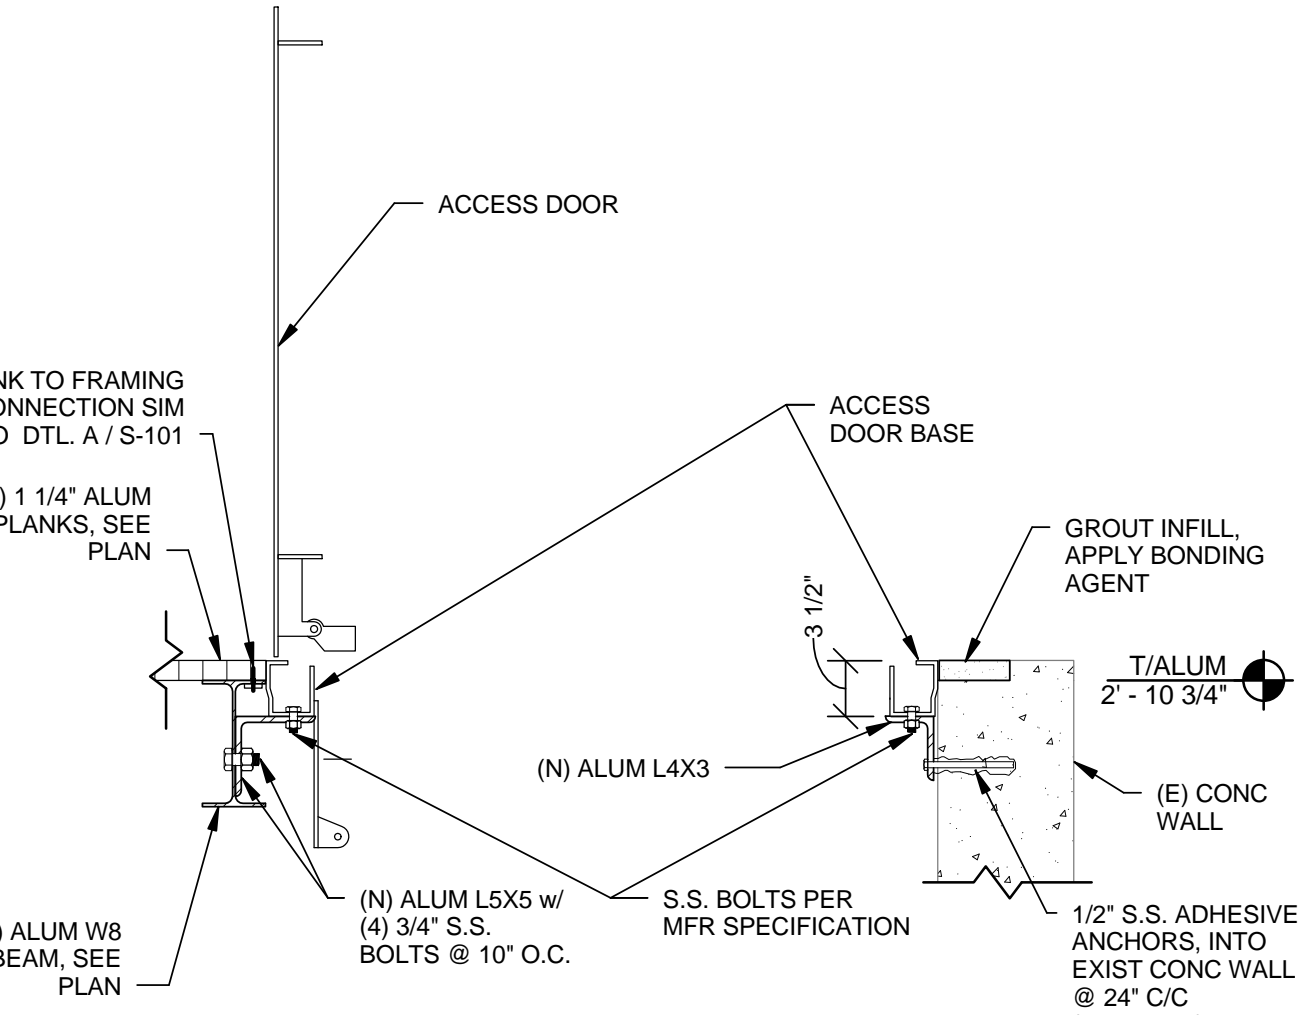 ACCESS DOOR
TO FRAMING
SIM
DTL. A / S-101
1 1/4" ALUM
PLANKS, SEE
PLAN
ACCESS
DOOR BASE
GROUT INFILL,
APPLY BONDING
AGENT
3 1/2"
T/ALUM
2' - 10 3/4"
(N) ALUM L4X3
(E) CONC
WALL
(N) ALUM L5X5 w/
(4) 3/4" S.S.
BOLTS @ 10" O.C.
S.S. BOLTS PER
MFR SPECIFICATION
ALUM W8
BEAM, SEE
PLAN
1/2" S.S. ADHESIVE
ANCHORS, INTO
EXIST CONC WALL
@ 24" C/C